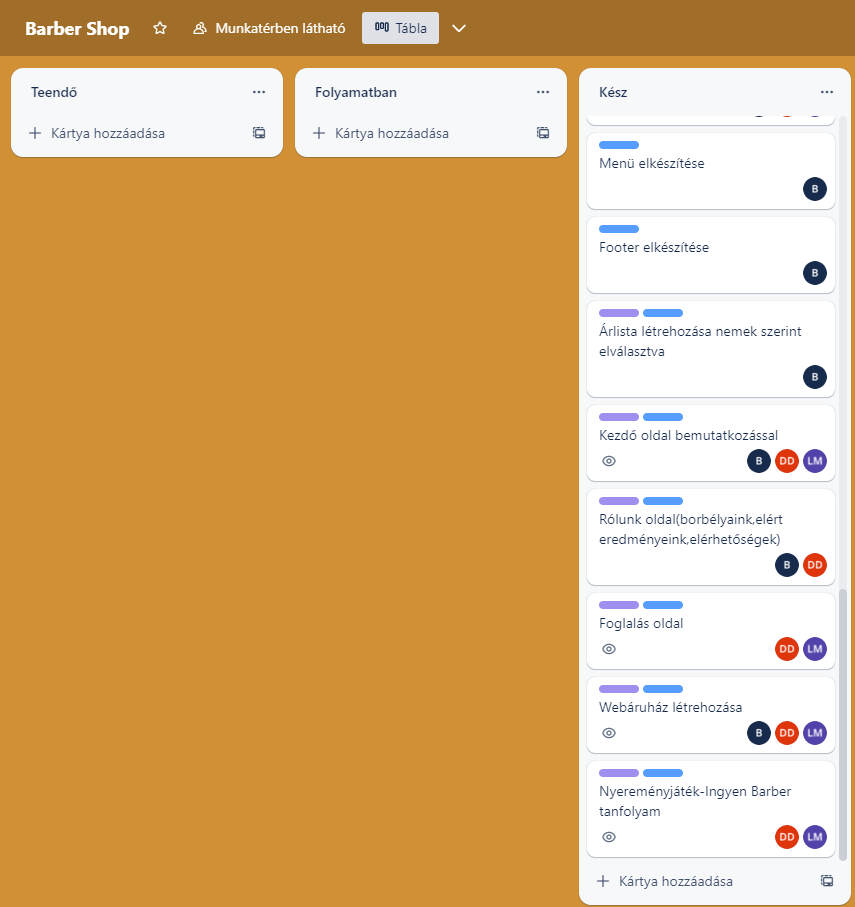 Barber Shop
Munkatérben látható
Tábla
Teendő
Kártya hozzáadása
Folyamatban
Kártya hozzáadása
Kész
Menü elkészítése
B
Footer elkészítése
B
Árlista létrehozása nemek szerint
elválasztva
B
Kezdő oldal bemutatkozással
B DD LM
Rólunk oldal(borbélyaink,elért
eredményeink,elérhetőségek)
B DD
Foglalás oldal
DD LM
Webáruház létrehozása
B DD LM
Nyereményjáték-Ingyen Barber
tanfolyam
DD LM
Kártya hozzáadása